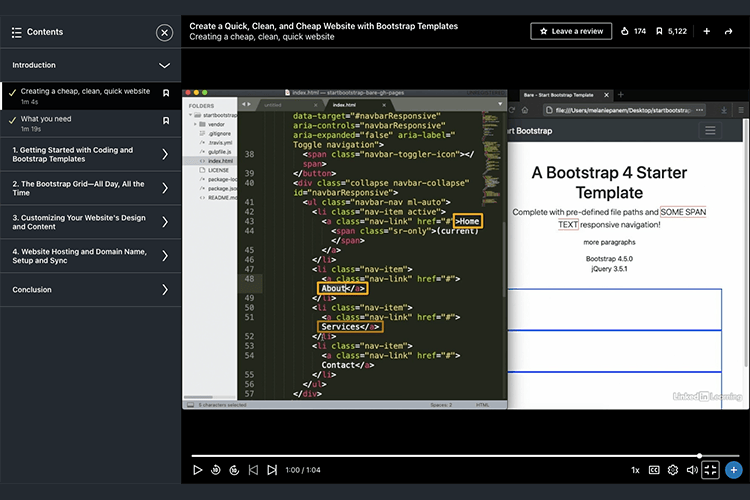 Contents
Create a Quick, Clean, and Cheap Website with Bootstrap Templates
Creating a cheap, clean, quick website
Leave a review
174
5,122
Introduction
Creating a cheap, clean, quick website
1m 4s
What you need
1m 19s
1. Getting Started with Coding and
Bootstrap Templates
2. The Bootstrap Grid—All Day, All the
Time
3. Customizing Your Website's Design
and Content
4. Website Hosting and Domain Name,
Setup and Sync
Conclusion
index.html — startbootstrap-bare-gh-pages
FOLDERS
startbootstrap
vendor
.gitignore
.travis.yml
gulpfile.js
index.html
LICENSE
package-loc
package.json
README.md
untitled
index.html
data-target="#navbarResponsive"
aria-controls="navbarResponsive"
aria-expanded="false" aria-label="
Toggle navigation">
38 <span class="navbar-toggler-icon"></
span>
39 </button>
40 <div class="collapse navbar-collapse"
id="navbarResponsive">
41 <ul class="navbar-nav ml-auto">
42 <li class="nav-item active">
43 <a class="nav-link" href="#">Home
44 <span class="sr-only">(current)
</span>
45 </a>
46 </li>
47 <li class="nav-item">
48 <a class="nav-link" href="#">
About</a>
49 </li>
50 <li class="nav-item">
51 <a class="nav-link" href="#">
Services</a>
52 </li>
53 <li class="nav-item">
54 <a class="nav-link" href="#">
Contact</a>
55 </li>
56 </ul>
57 </div>
5 characters selected
Spaces: 2
HTML
Bare - Start Bootstrap Template
file:///Users/melaniepanem/Desktop/startbootstrap
art Bootstrap
A Bootstrap 4 Starter
Template
Complete with pre-defined file paths and SOME SPAN
TEXT responsive navigation!
more paragraphs
Bootstrap 4.5.0
jQuery 3.5.1
LinkedIn Learning
10
10
1:00 / 1:04
1x
CC